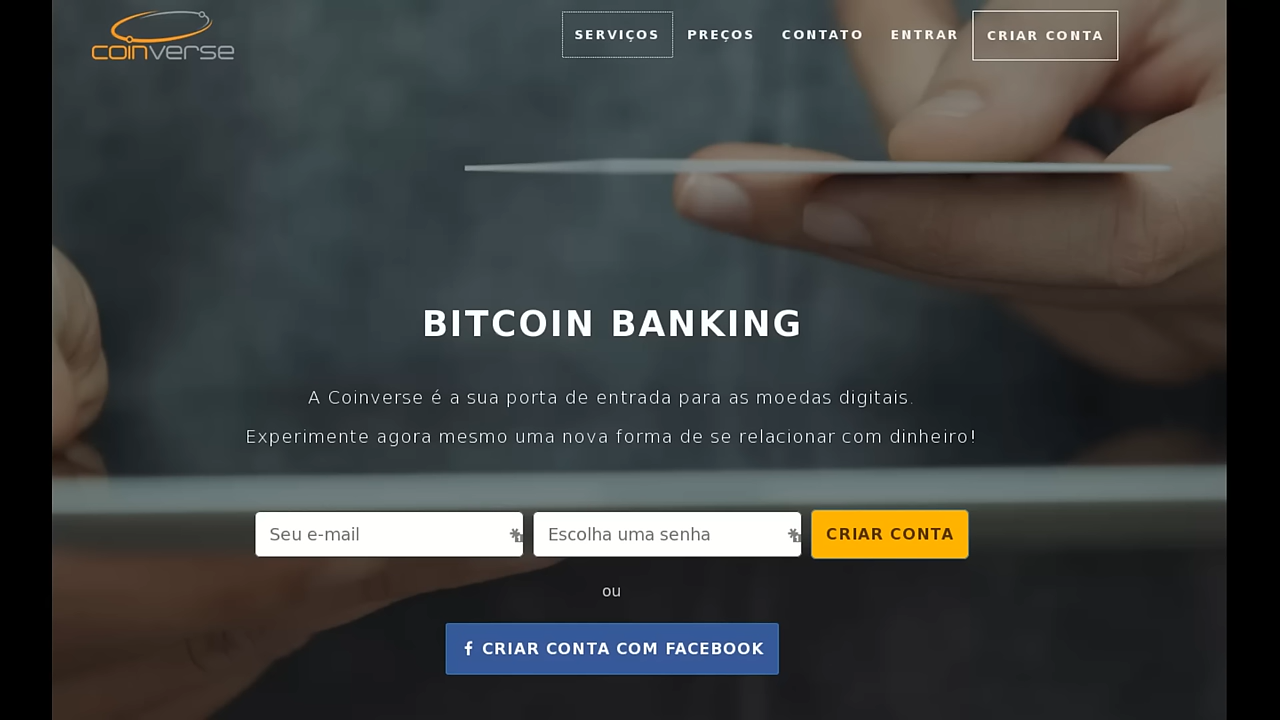 coinverse
SERVIÇOS PREÇOS CONTATO ENTRAR CRIAR CONTA
BITCOIN BANKING
A Coinverse é a sua porta de entrada para as moedas digitais.
Experimente agora mesmo uma nova forma de se relacionar com dinheiro!
Seu e-mail Escolha uma senha CRIAR CONTA
ou
f CRIAR CONTA COM FACEBOOK